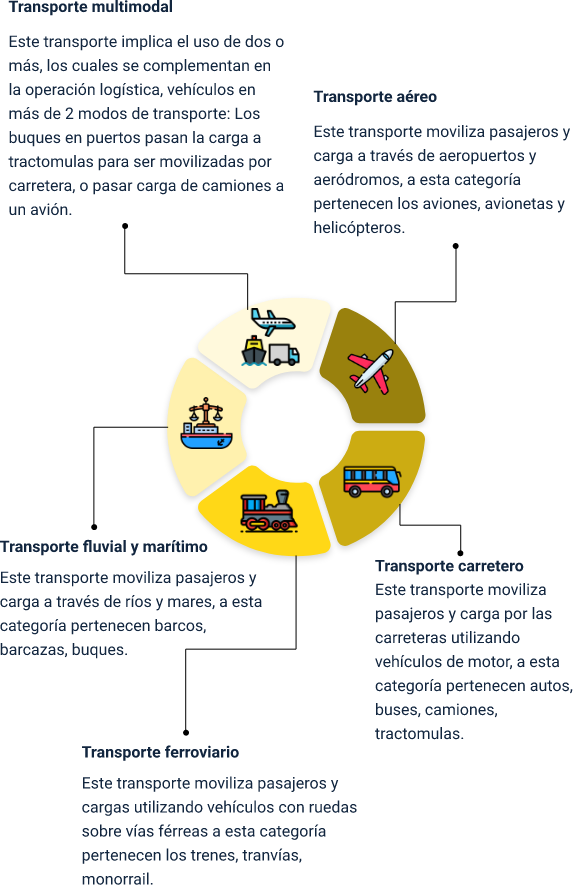 Transporte multimodal
Este transporte implica el uso de dos o
más, los cuales se complementan en
la operación logística, vehículos en
más de 2 modos de transporte: Los
buques en puertos pasan la carga a
tractomulas para ser movilizadas por
carretera, o pasar carga de camiones a
un avión.
Transporte aéreo
Este transporte moviliza pasajeros y
carga a través de aeropuertos y
aeródromos, a esta categoría
pertenecen los aviones, avionetas y
helicópteros.
Transporte fluvial y marítimo
Este transporte moviliza pasajeros y
carga a través de ríos y mares, a esta
categoría pertenecen barcos,
barcazas, buques.
Transporte carretero
Este transporte moviliza
pasajeros y carga por las
carreteras utilizando
vehículos de motor, a esta
categoría pertenecen autos,
buses, camiones,
tractomulas.
Transporte ferroviario
Este transporte moviliza pasajeros y
cargas utilizando vehículos con ruedas
sobre vías férreas a esta categoría
pertenecen los trenes, tranvías,
monorrail.